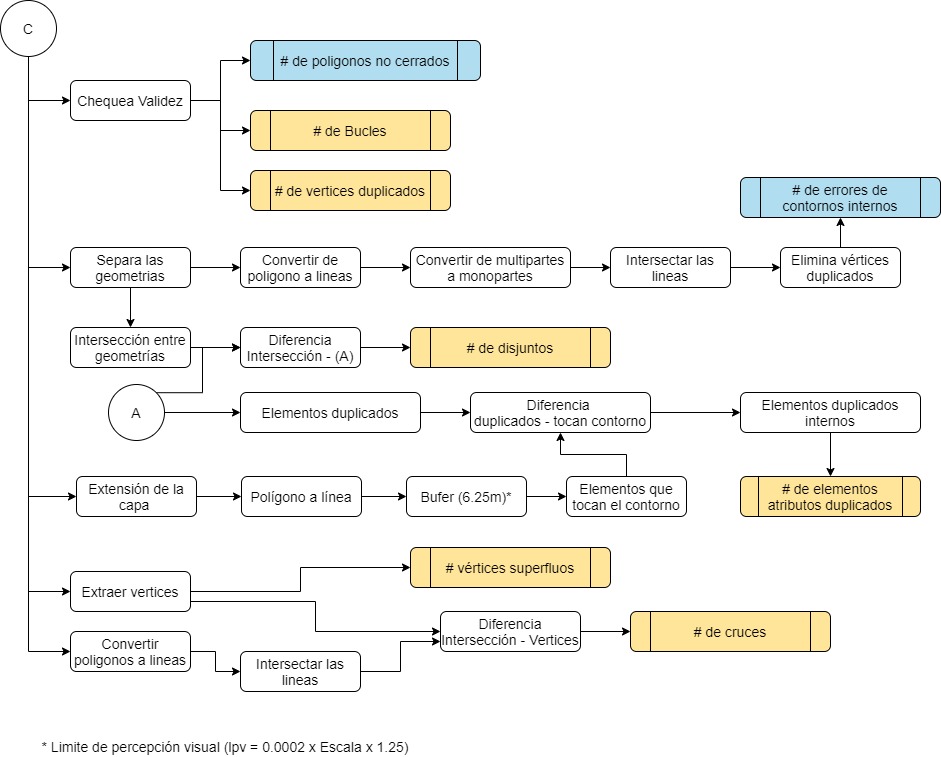 C
# de poligonos no cerrados
Chequea Validez
# de Bucles
# de vertices duplicados
# de errores de
contornos internos
Separa las
geometrias
Convertir de
poligono a lineas
Convertir de multipartes
a monopartes
Intersectar las
lineas
Elimina vértices
duplicados
Intersección entre
geometrías
Diferencia
Intersección - (A)
# de disjuntos
A
Elementos duplicados
Diferencia
duplicados - tocan contorno
Elementos duplicados
internos
Extensión de la
capa
Polígono a línea
Bufer (6.25m)*
Elementos que
tocan el contorno
# de elementos
atributos duplicados
# vértices superfluos
Extraer vertices
Diferencia
Intersección - Vertices
# de cruces
Convertir
poligonos a lineas
Intersectar las
lineas
* Limite de percepción visual (lpv = 0.0002 x Escala x 1.25)